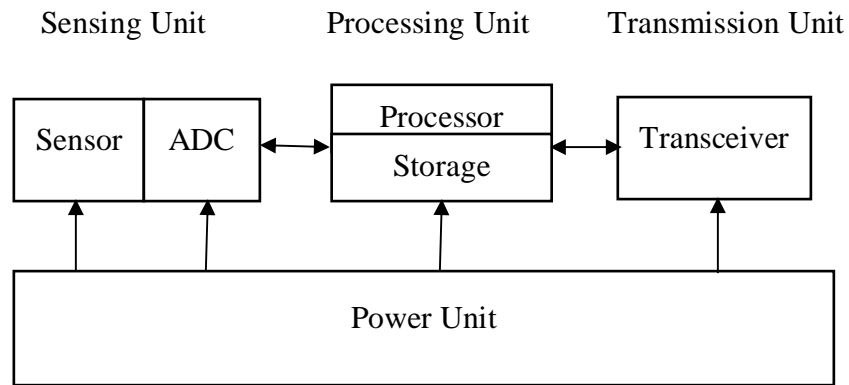 Sensing Unit
Processing Unit
Transmission Unit
Sensor
ADC
Processor
Storage
Transceiver
Power Unit